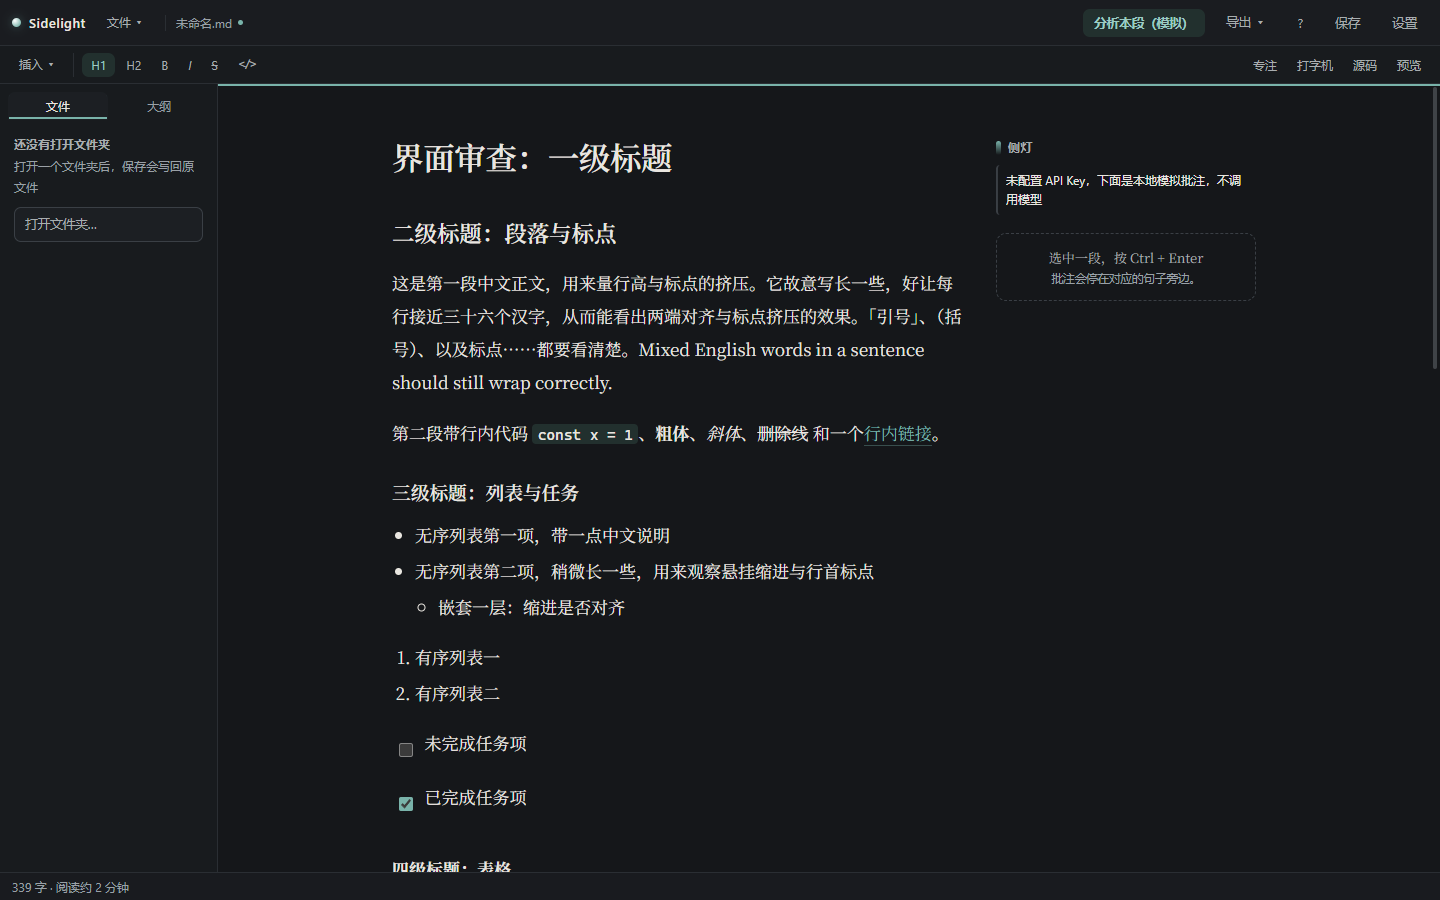 Sidelight 文件 未命名.md 分析本段（模拟） 导出 ? 保存 设置
插入 H1 H2 B I S </> 专注 打字机 源码 预览
文件 大纲
还没有打开文件夹
打开一个文件夹后，保存会写回原
文件
打开文件夹...
界面审查：一级标题
二级标题：段落与标点
这是第一段中文正文，用来量行高与标点的挤压。它故意写长一些，好让每
行接近三十六个汉字，从而能看出两端对齐与标点挤压的效果。「引号」、（括
号）、以及标点……都要看清楚。Mixed English words in a sentence
should still wrap correctly.
第二段带行内代码 const x = 1、粗体、斜体、删除线 和一个行内链接。
三级标题：列表与任务
• 无序列表第一项，带一点中文说明
• 无序列表第二项，稍微长一些，用来观察悬挂缩进与行首标点
◦ 嵌套一层：缩进是否对齐
1. 有序列表一
2. 有序列表二
未完成任务项
已完成任务项
四级标题：表格
侧灯
未配置 API Key，下面是本地模拟批注，不调
用模型
选中一段，按 Ctrl + Enter
批注会停在对应的句子旁边。
339 字 · 阅读约 2 分钟